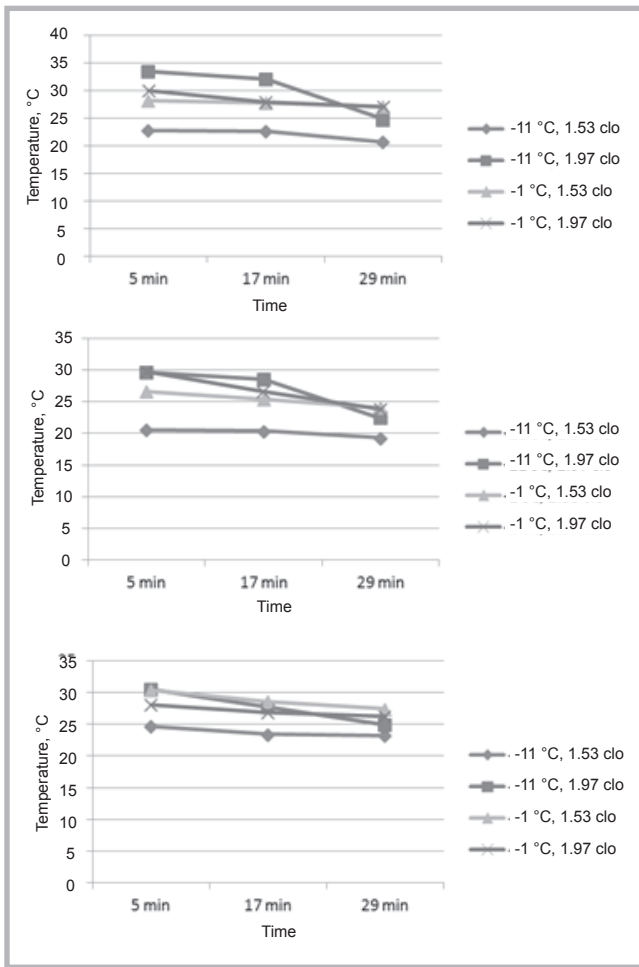 40
35
30
25
20
15
10
5
0
Temperature, °C
5 min 17 min 29 min
Time
-11 °C, 1.53 clo
-11 °C, 1.97 clo
-1 °C, 1.53 clo
-1 °C, 1.97 clo
35
30
25
20
15
10
5
0
Temperature, °C
5 min 17 min 29 min
Time
-11 °C, 1.53 clo
-11 °C, 1.97 clo
-1 °C, 1.53 clo
-1 °C, 1.97 clo
35
30
25
20
15
10
5
0
Temperature, °C
5 min 17 min 29 min
Time
-11 °C, 1.53 clo
-11 °C, 1.97 clo
-1 °C, 1.53 clo
-1 °C, 1.97 clo